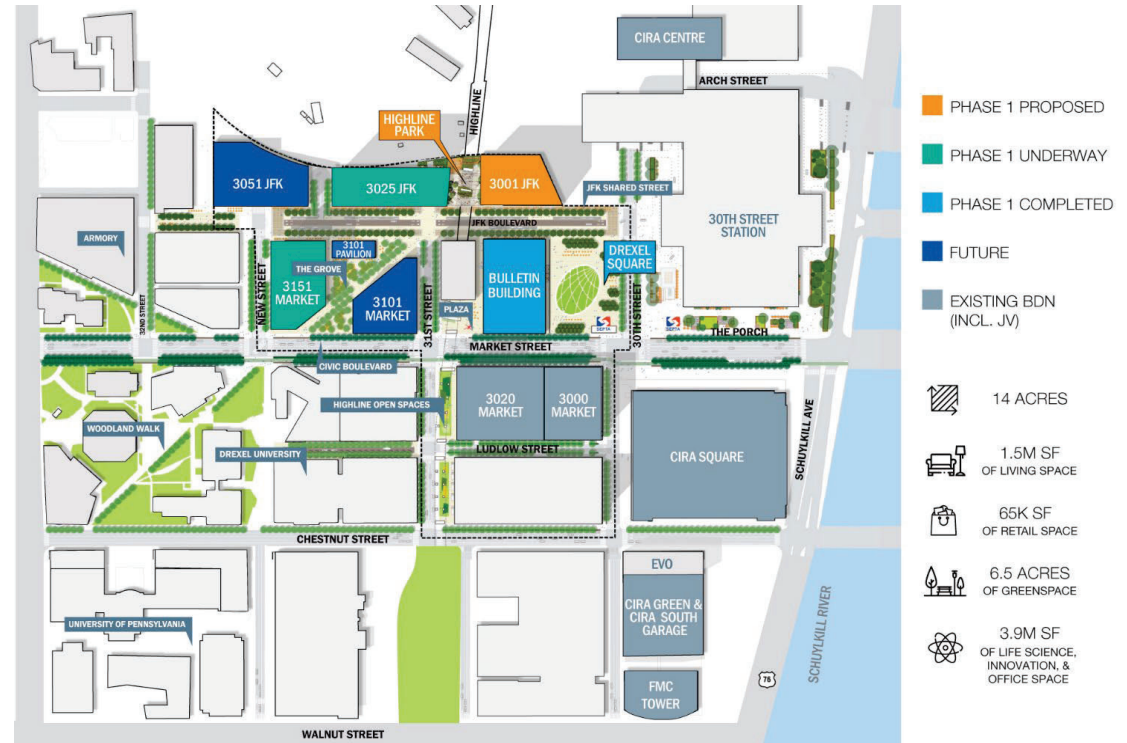 CIRA CENTRE
ARCH STREET
HIGHLINE
HIGHLINE
PARK
3051 JFK
3025 JFK
3001 JFK
JFK SHARED STREET
JFK BOULEVARD
30TH STREET
STATION
ARMORY
3101
PAVILION
THE GROVE
3151
MARKET
3101
MARKET
BULLETIN
BUILDING
DREXEL
SQUARE
PLAZA
32ND STREET
NEW STREET
31ST STREET
30TH STREET
SEPTA
SEPTA
THE PORCH
MARKET STREET
CIVIC BOULEVARD
HIGHLINE OPEN SPACES
3020
MARKET
3000
MARKET
WOODLAND WALK
DREXEL UNIVERSITY
LUDLOW STREET
CIRA SQUARE
SCHUYLKILL AVE
CHESTNUT STREET
EVO
CIRA GREEN &
CIRA SOUTH
GARAGE
UNIVERSITY OF PENNSYLVANIA
FMC
TOWER
76
SCHUYLKILL RIVER
WALNUT STREET
PHASE 1 PROPOSED
PHASE 1 UNDERWAY
PHASE 1 COMPLETED
FUTURE
EXISTING BDN
(INCL. JV)
14 ACRES
1.5M SF
OF LIVING SPACE
65K SF
OF RETAIL SPACE
6.5 ACRES
OF GREENSPACE
3.9M SF
OF LIFE SCIENCE,
INNOVATION, &
OFFICE SPACE